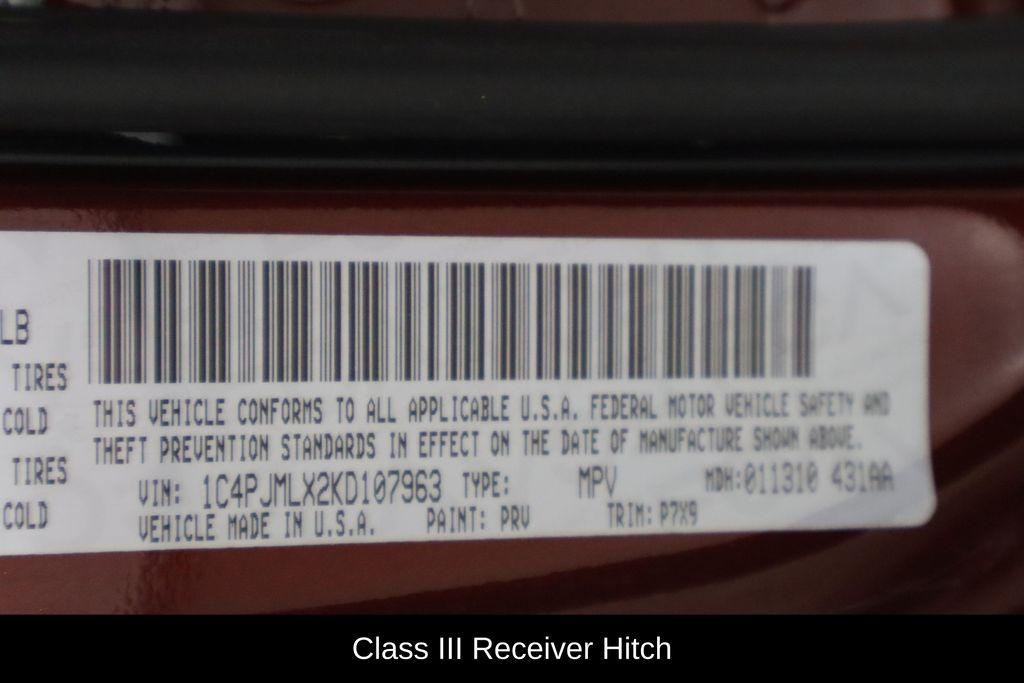 LB
TIRES
COLD
TIRES
COLD
THIS VEHICLE CONFORMS TO ALL APPLICABLE U.S.A. FEDERAL MOTOR VEHICLE SAFETY AND
THEFT PREVENTION STANDARDS IN EFFECT ON THE DATE OF MANUFACTURE SHOWN ABOVE.
VIN: 1C4PJMLX2KD107963 TYPE: MPV MDH:011310 431AA
VEHICLE MADE IN U.S.A. PAINT: PRV TRIM: P7X9
Class III Receiver Hitch